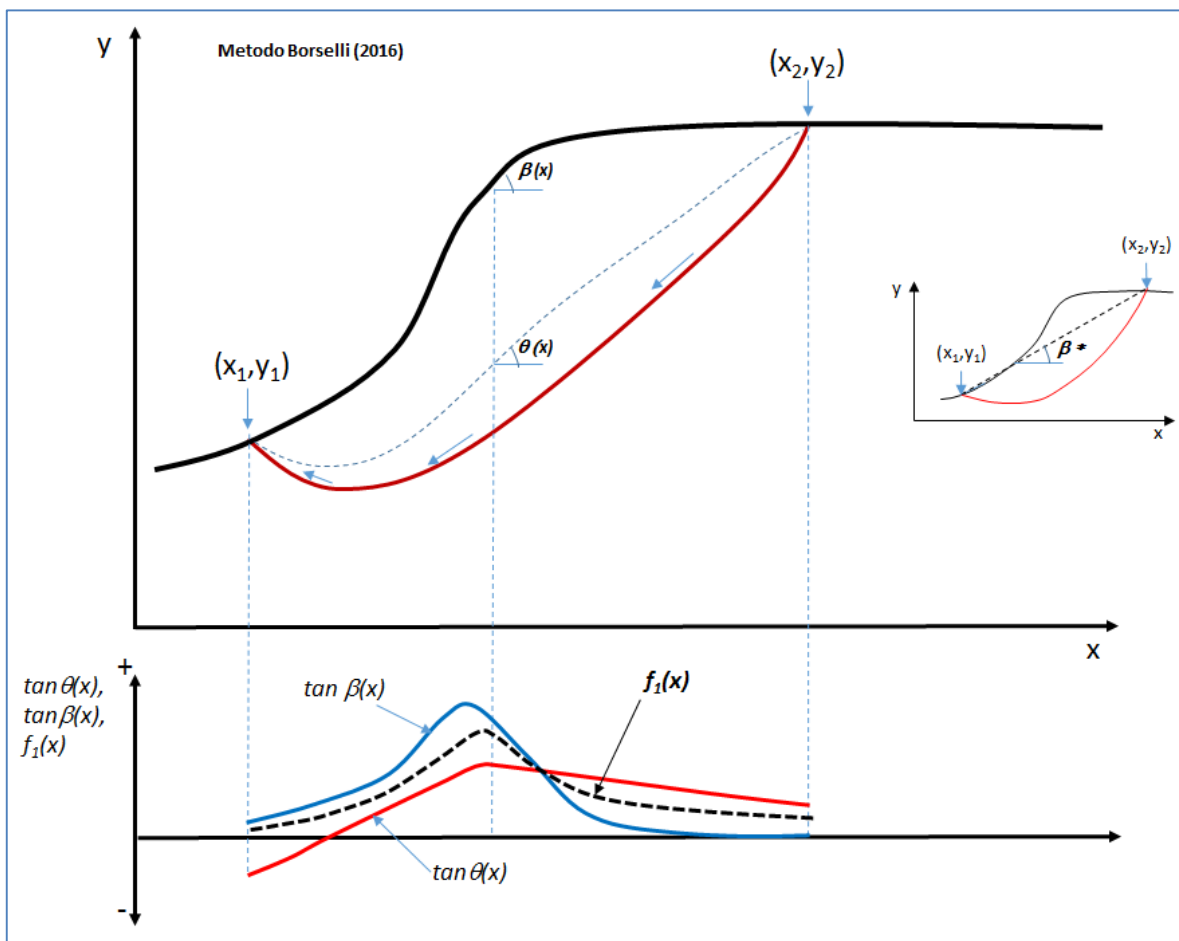 Metodo Borselli (2016)
y
(x₂,y₂)
β(x)
θ(x)
(x₁,y₁)
x
(x₂,y₂)
y
(x₁,y₁)
β*
x
+
tan θ(x),
tan β(x),
f₁(x)
tan β(x)
f₁(x)
tan θ(x)
-